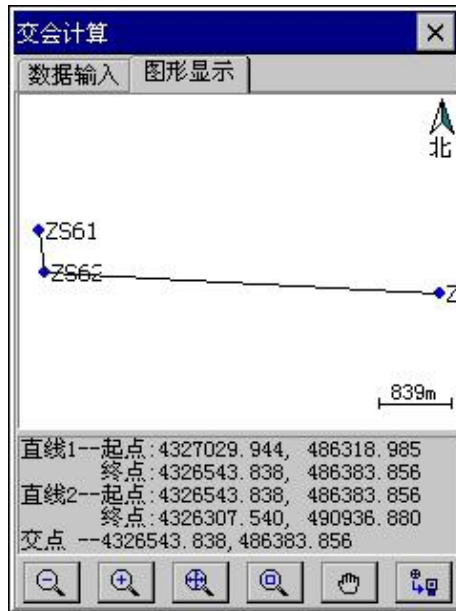 交会计算
数据输入 图形显示
北
ZS61
ZS62
Z
839m
直线1--起点:4327029.944, 486318.985
终点:4326543.838, 486383.856
直线2--起点:4326543.838, 486383.856
终点:4326307.540, 490936.880
交点 --4326543.838,486383.856